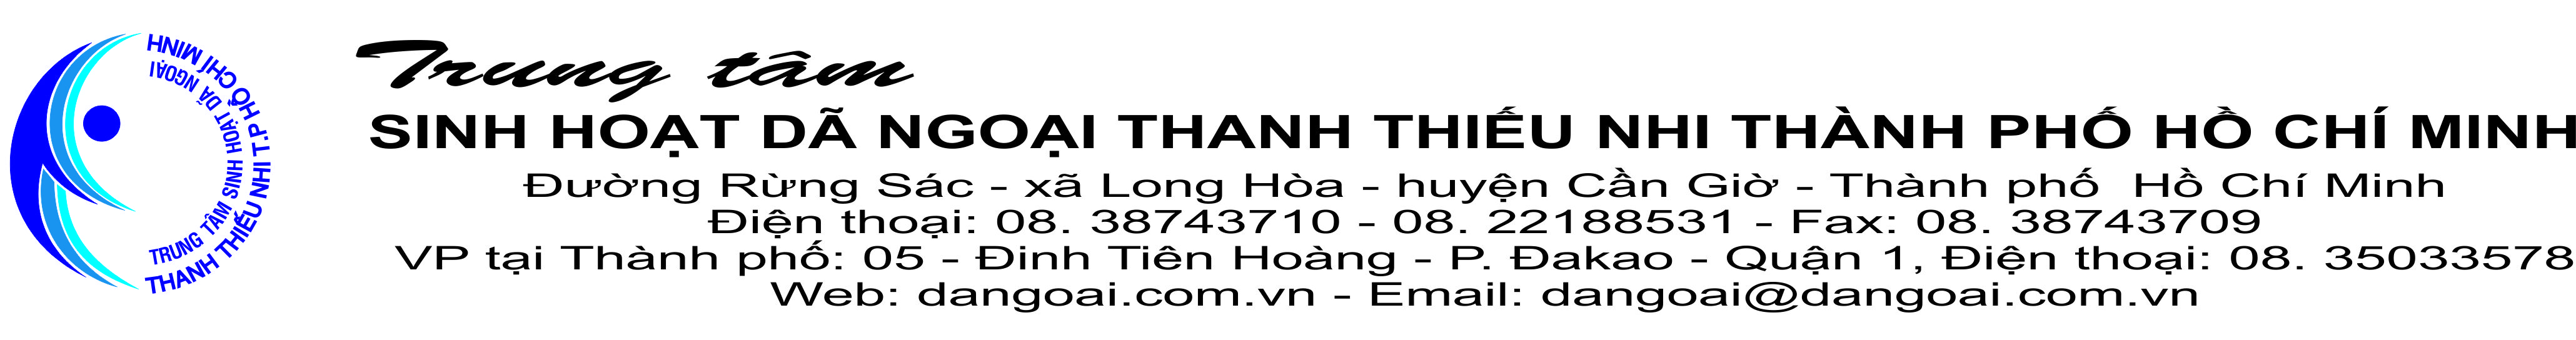 TRUNG TÂM SINH HOẠT DÃ NGOẠI
THANH THIẾU NHI T.P HỒ CHÍ MINH
Trung tâm
SINH HOẠT DÃ NGOẠI THANH THIẾU NHI THÀNH PHỐ HỒ CHÍ MINH
Đường Rừng Sác - xã Long Hòa - huyện Cần Giờ - Thành phố Hồ Chí Minh
Điện thoại: 08. 38743710 - 08. 22188531 - Fax: 08. 38743709
VP tại Thành phố: 05 - Đinh Tiên Hoàng - P. Đakao - Quận 1, Điện thoại: 08. 35033578
Web: dangoai.com.vn - Email: dangoai@dangoai.com.vn